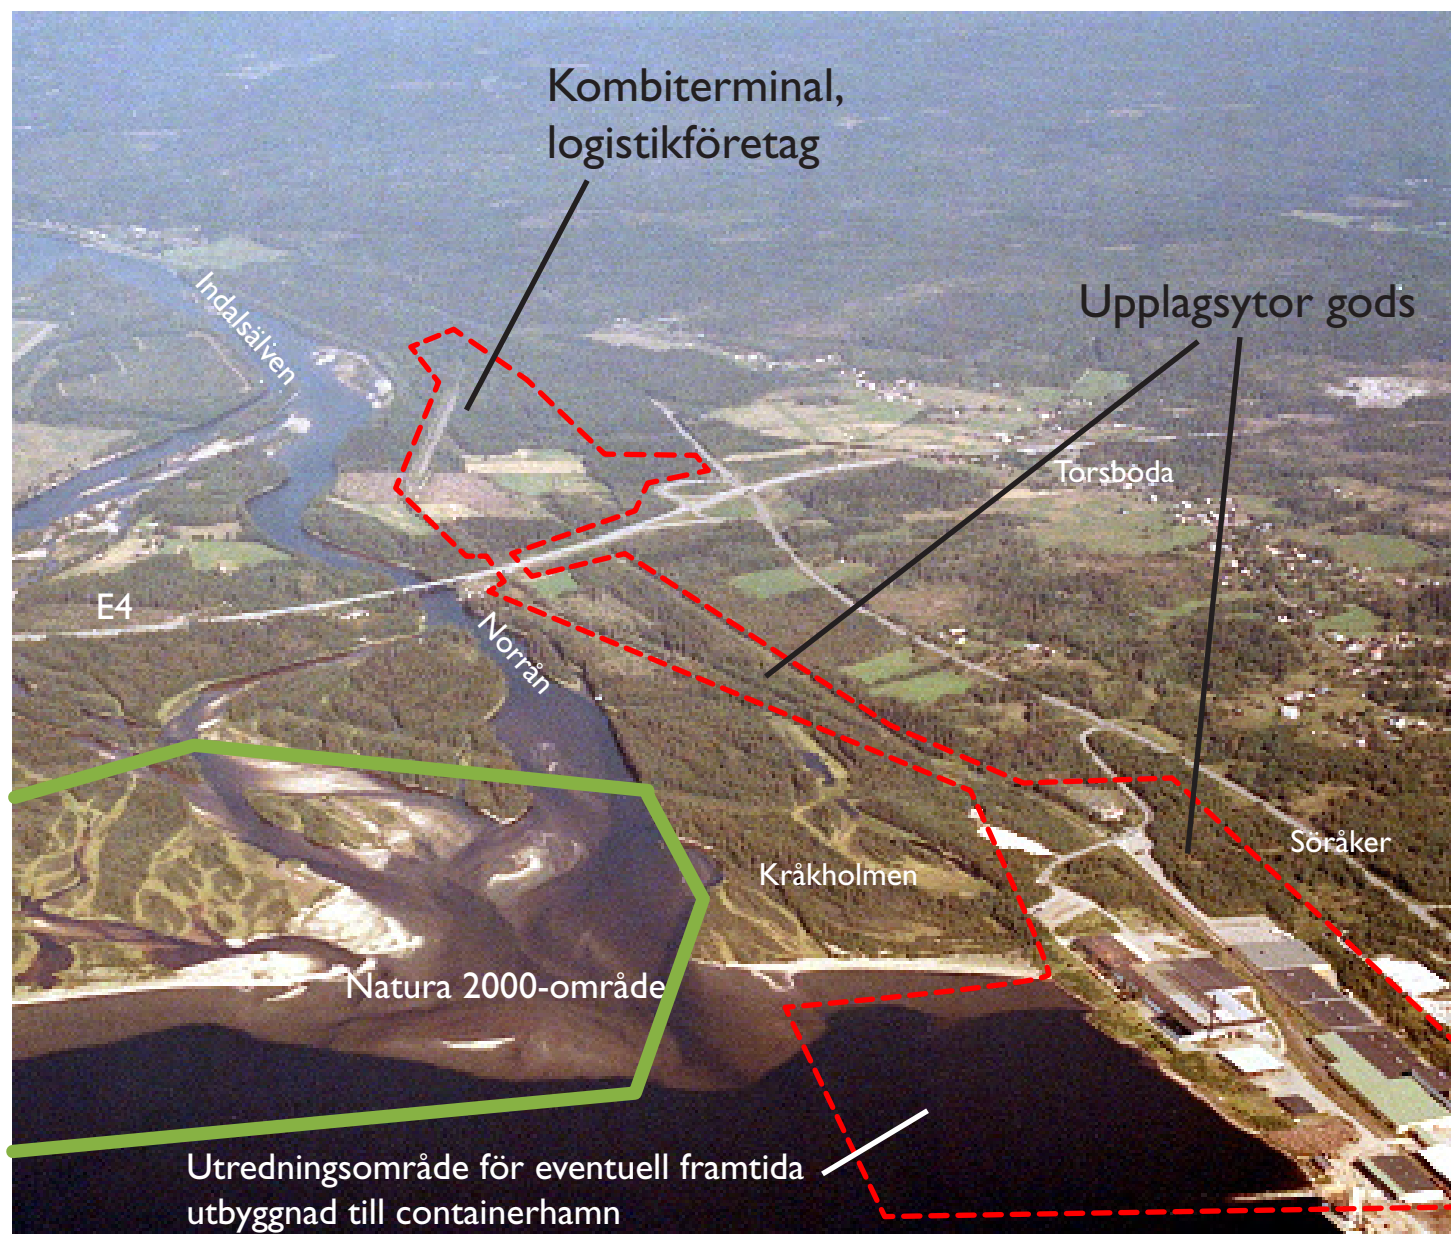 Kombiterminal,
logistikföretag
Indalsälven
Upplagsytor gods
Torsboda
E4
Norrån
Söråker
Kråkholmen
Natura 2000-område
Utredningsområde för eventuell framtida
utbyggnad till containerhamn